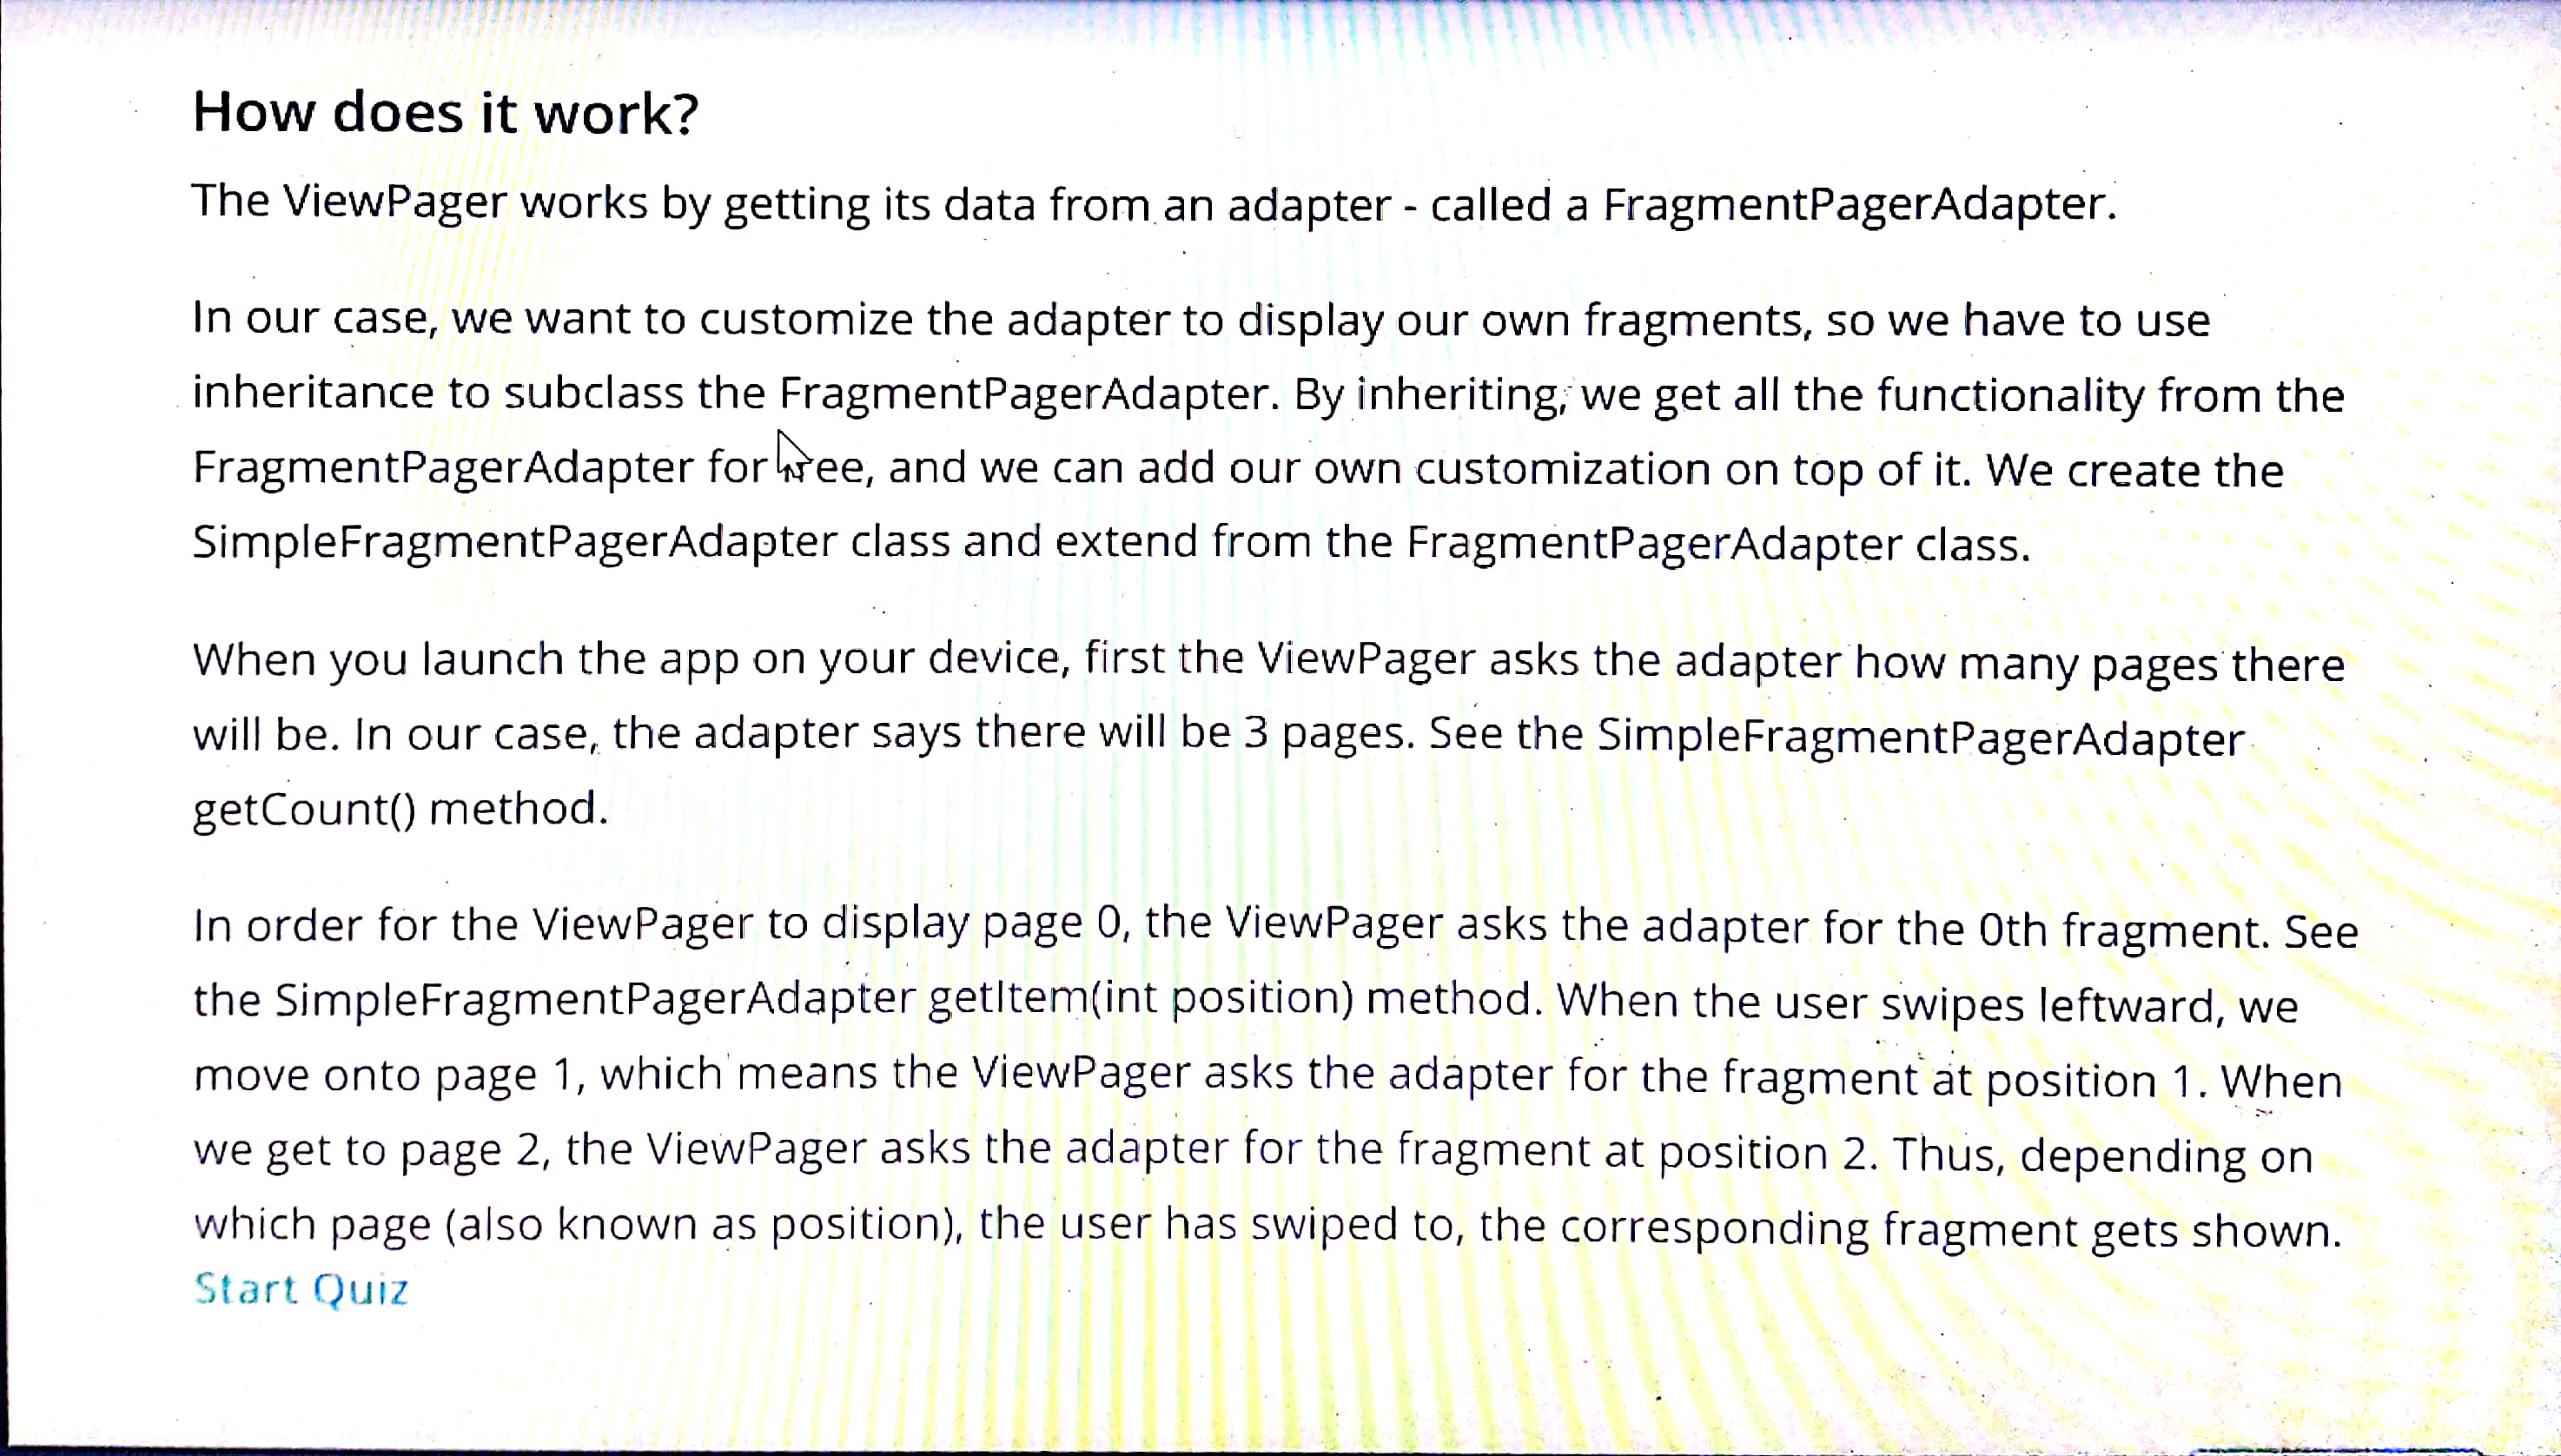 How does it work?
The ViewPager works by getting its data from an adapter - called a FragmentPagerAdapter.
In our case, we want to customize the adapter to display our own fragments, so we have to use
inheritance to subclass the FragmentPagerAdapter. By inheriting, we get all the functionality from the
FragmentPagerAdapter for free, and we can add our own customization on top of it. We create the
SimpleFragmentPagerAdapter class and extend from the FragmentPagerAdapter class.
When you launch the app on your device, first the ViewPager asks the adapter how many pages there
will be. In our case, the adapter says there will be 3 pages. See the SimpleFragmentPagerAdapter
getCount() method.
In order for the ViewPager to display page 0, the ViewPager asks the adapter for the 0th fragment. See
the SimpleFragmentPagerAdapter getItem(int position) method. When the user swipes leftward, we
move onto page 1, which means the ViewPager asks the adapter for the fragment at position 1. When
we get to page 2, the ViewPager asks the adapter for the fragment at position 2. Thus, depending on
which page (also known as position), the user has swiped to, the corresponding fragment gets shown.
Start Quiz